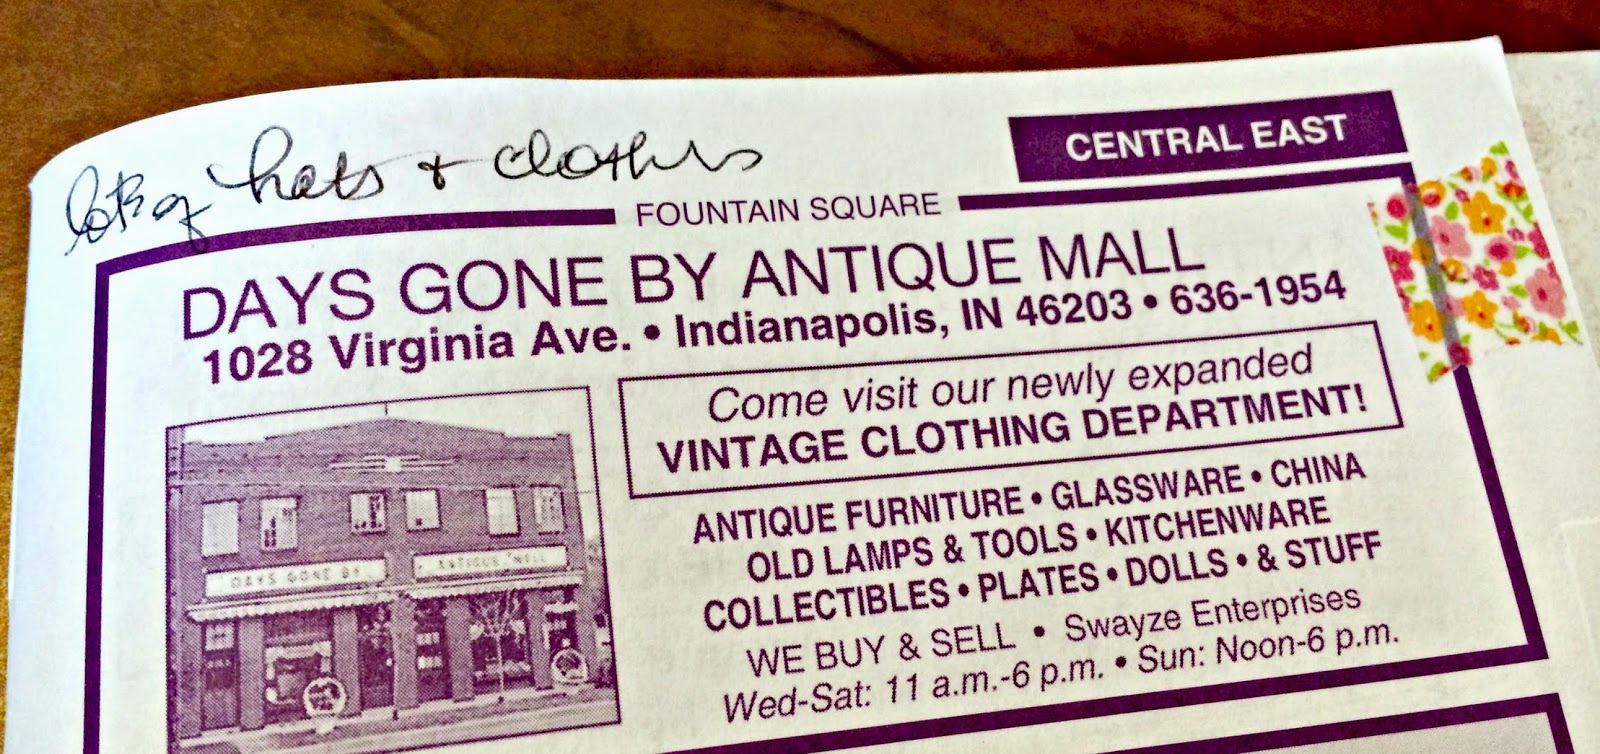 lots of hats + clothes
CENTRAL EAST
FOUNTAIN SQUARE
DAYS GONE BY ANTIQUE MALL
1028 Virginia Ave. • Indianapolis, IN 46203 • 636-1954
Come visit our newly expanded
VINTAGE CLOTHING DEPARTMENT!
ANTIQUE FURNITURE • GLASSWARE • CHINA
OLD LAMPS & TOOLS • KITCHENWARE
COLLECTIBLES • PLATES • DOLLS • & STUFF
WE BUY & SELL • Swayze Enterprises
Wed-Sat: 11 a.m.-6 p.m. • Sun: Noon-6 p.m.
DAYS GONE BY
ANTIQUE MALL